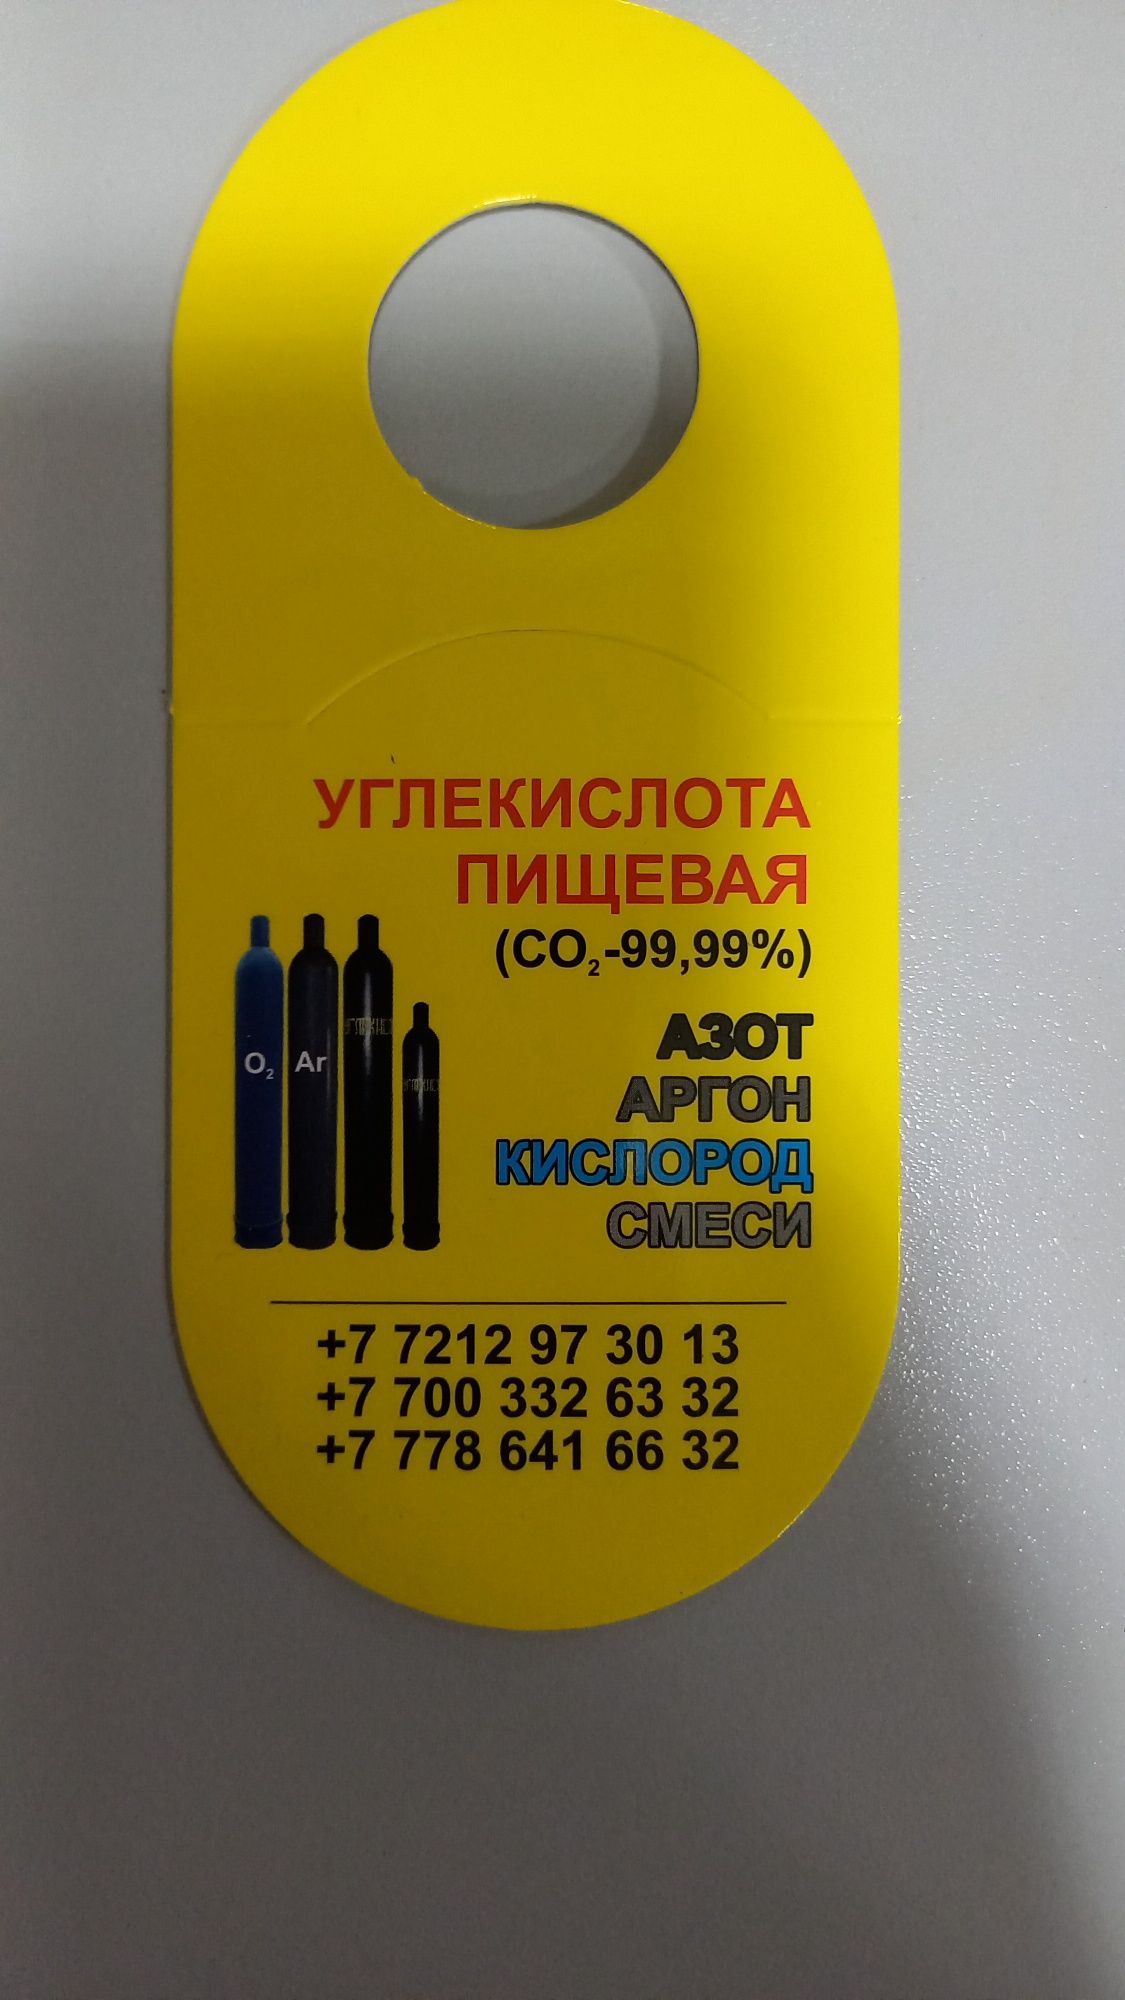 УГЛЕКИСЛОТА
ПИЩЕВАЯ
(CO₂-99,99%)
АЗОТ
АРГОН
КИСЛОРОД
СМЕСИ
O₂ Ar
+7 7212 97 30 13
+7 700 332 63 32
+7 778 641 66 32